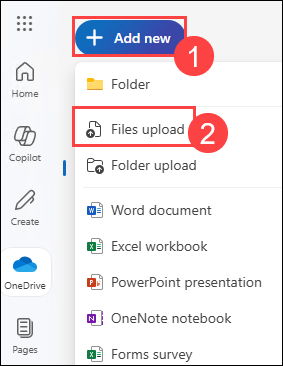 Add new
1
Folder
Files upload
2
Folder upload
Word document
Excel workbook
PowerPoint presentation
OneNote notebook
Forms survey
Home
Copilot
Create
OneDrive
Pages